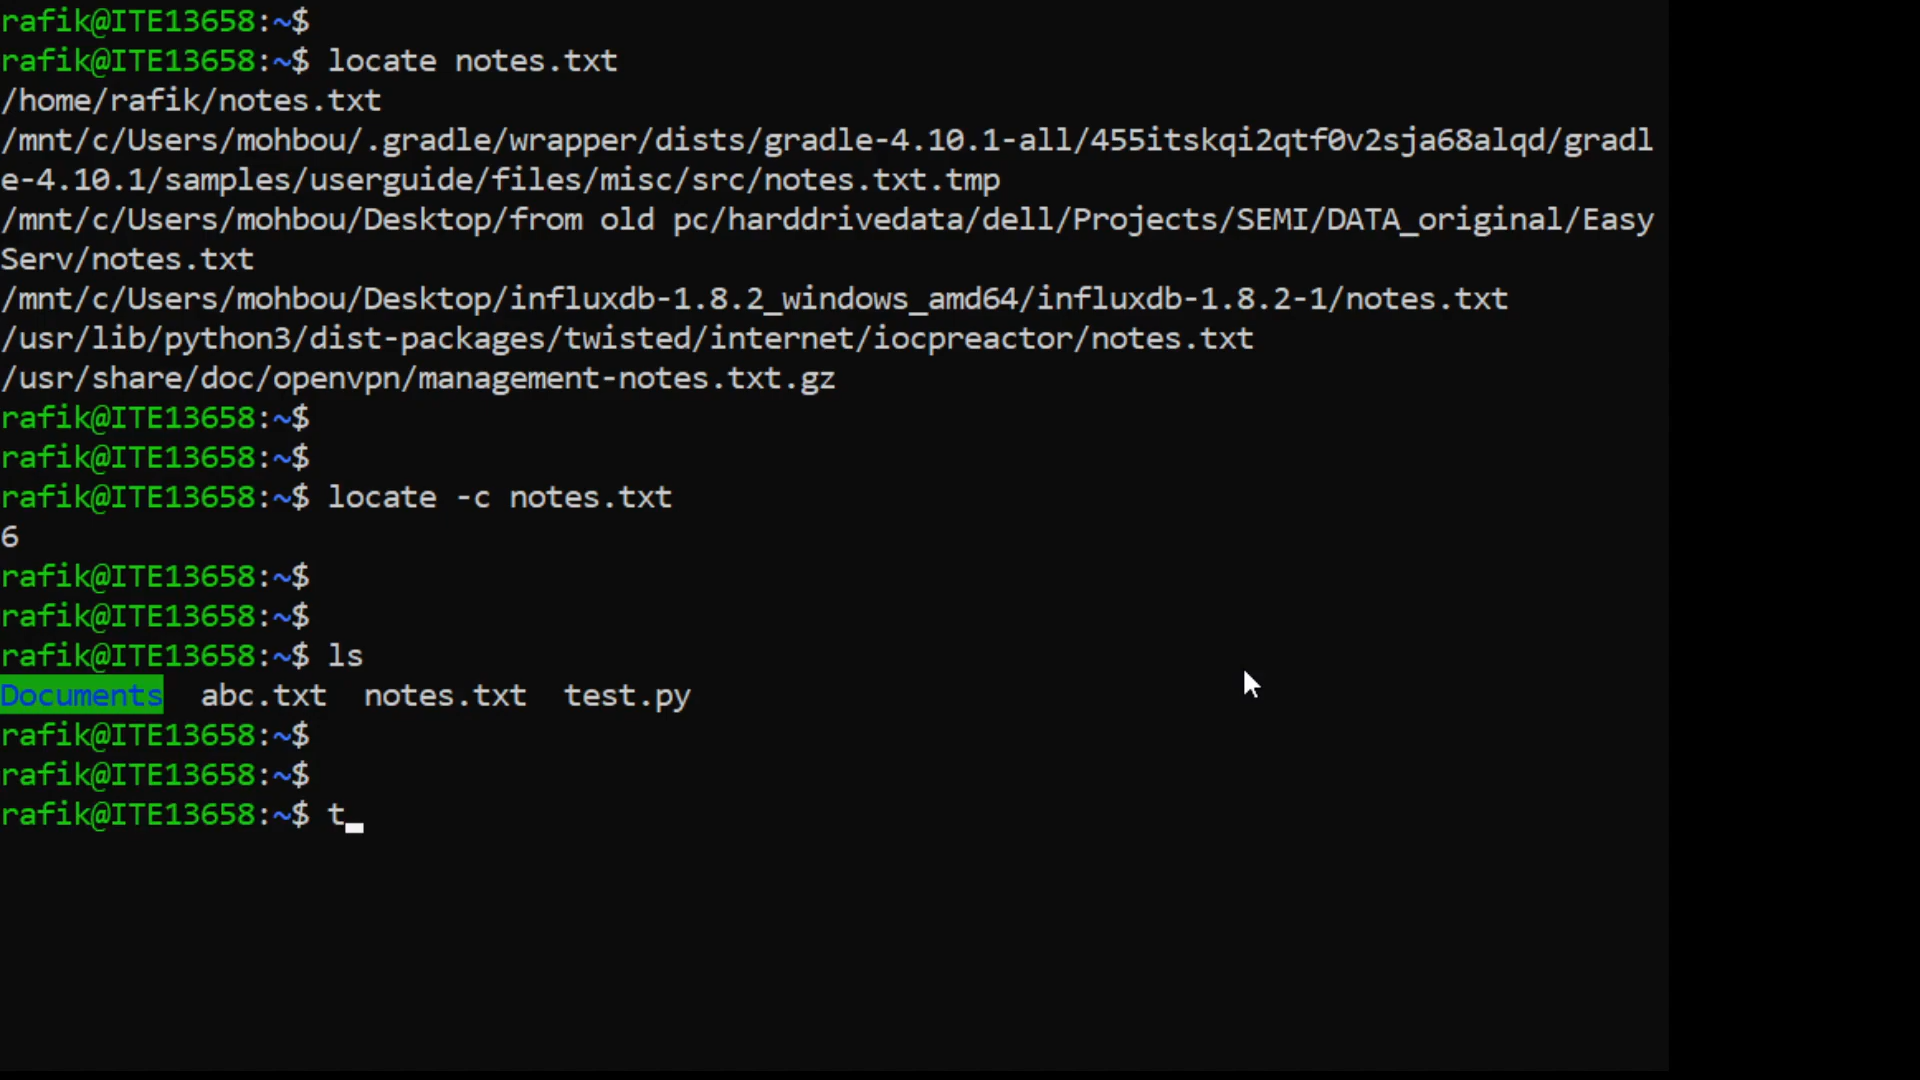 rafik@ITE13658:~$
rafik@ITE13658:~$ locate notes.txt
/home/rafik/notes.txt
/mnt/c/Users/mohbou/.gradle/wrapper/dists/gradle-4.10.1-all/455itskqi2qtf0v2sja68alqd/gradl
e-4.10.1/samples/userguide/files/misc/src/notes.txt.tmp
/mnt/c/Users/mohbou/Desktop/from old pc/harddrivedata/dell/Projects/SEMI/DATA_original/Easy
Serv/notes.txt
/mnt/c/Users/mohbou/Desktop/influxdb-1.8.2_windows_amd64/influxdb-1.8.2-1/notes.txt
/usr/lib/python3/dist-packages/twisted/internet/iocpreactor/notes.txt
/usr/share/doc/openvpn/management-notes.txt.gz
rafik@ITE13658:~$
rafik@ITE13658:~$
rafik@ITE13658:~$ locate -c notes.txt
6
rafik@ITE13658:~$
rafik@ITE13658:~$
rafik@ITE13658:~$ ls
Documents  abc.txt  notes.txt  test.py
rafik@ITE13658:~$
rafik@ITE13658:~$
rafik@ITE13658:~$ t